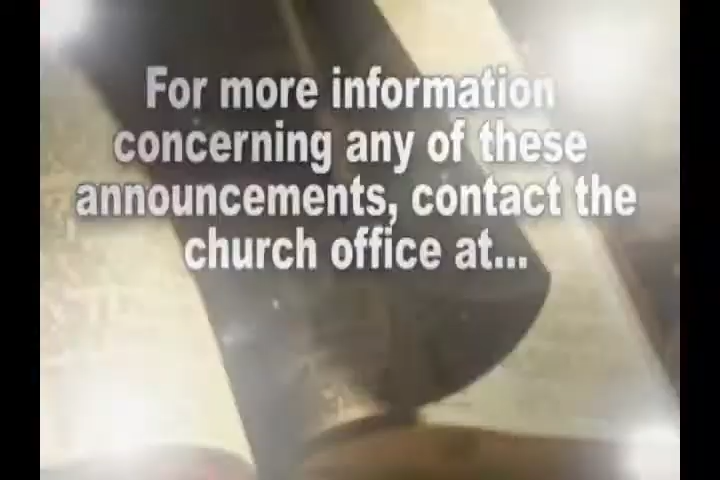 For more information
concerning any of these
announcements, contact the
church office at...